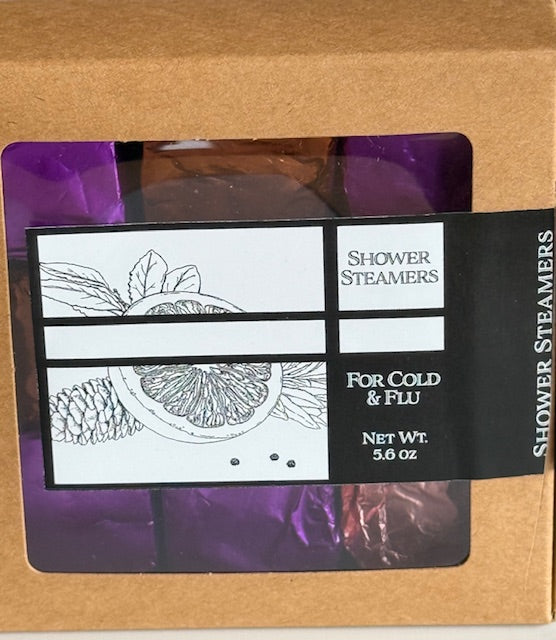 SHOWER
STEAMERS
FOR COLD
& FLU
NET WT.
5.6 OZ
SHOWER STEAMERS